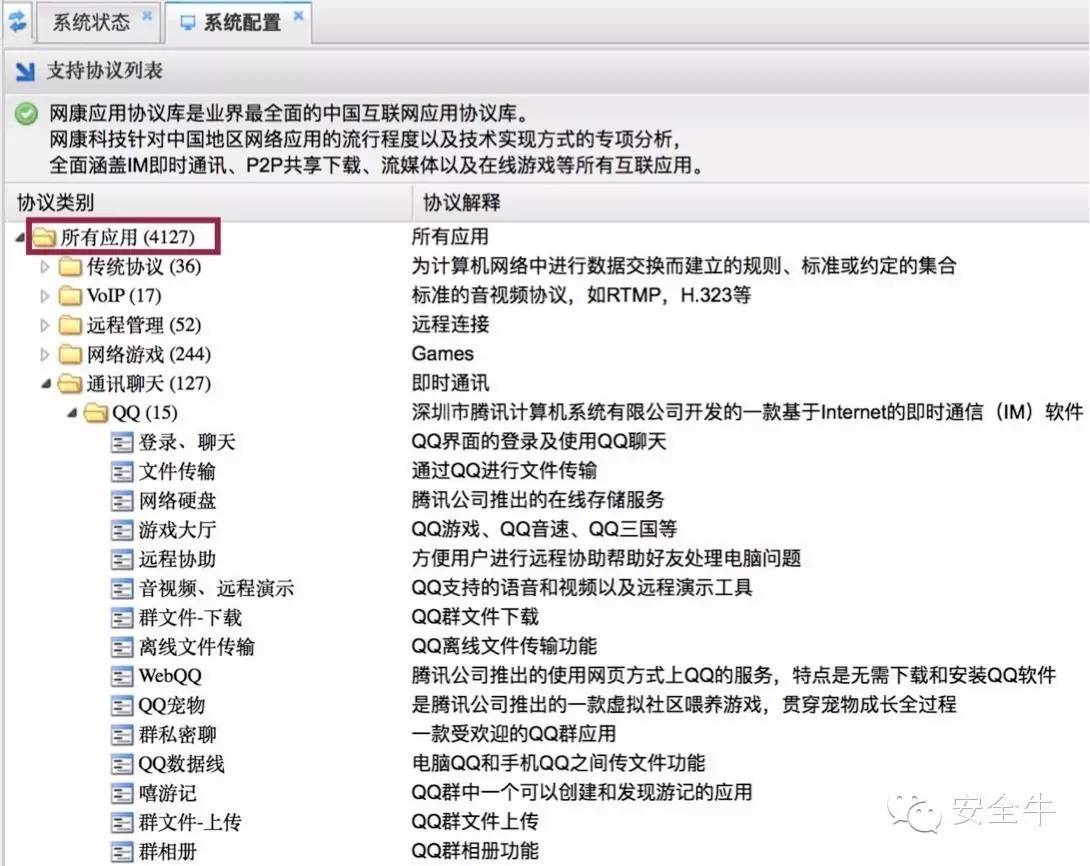 系统状态 系统配置
支持协议列表
网康应用协议库是业界最全面的中国互联网应用协议库。
网康科技针对中国地区网络应用的流行程度以及技术实现方式的专项分析，
全面涵盖IM即时通讯、P2P共享下载、流媒体以及在线游戏等所有互联应用。
协议类别 协议解释
所有应用 (4127) 所有应用
传统协议 (36) 为计算机网络中进行数据交换而建立的规则、标准或约定的集合
VoIP (17) 标准的音视频协议，如RTMP，H.323等
远程管理 (52) 远程连接
网络游戏 (244) Games
通讯聊天 (127) 即时通讯
QQ (15) 深圳市腾讯计算机系统有限公司开发的一款基于Internet的即时通信（IM）软件
登录、聊天 QQ界面的登录及使用QQ聊天
文件传输 通过QQ进行文件传输
网络硬盘 腾讯公司推出的在线存储服务
游戏大厅 QQ游戏、QQ音速、QQ三国等
远程协助 方便用户进行远程协助帮助好友处理电脑问题
音视频、远程演示 QQ支持的语音和视频以及远程演示工具
群文件-下载 QQ群文件下载
离线文件传输 QQ离线文件传输功能
WebQQ 腾讯公司推出的使用网页方式上QQ的服务，特点是无需下载和安装QQ软件
QQ宠物 是腾讯公司推出的一款虚拟社区喂养游戏，贯穿宠物成长全过程
群私密聊 一款受欢迎的QQ群应用
QQ数据线 电脑QQ和手机QQ之间传文件功能
嘻游记 QQ群中一个可以创建和发现游记的应用
群文件-上传 QQ群文件上传
群相册 QQ群相册功能
安全牛